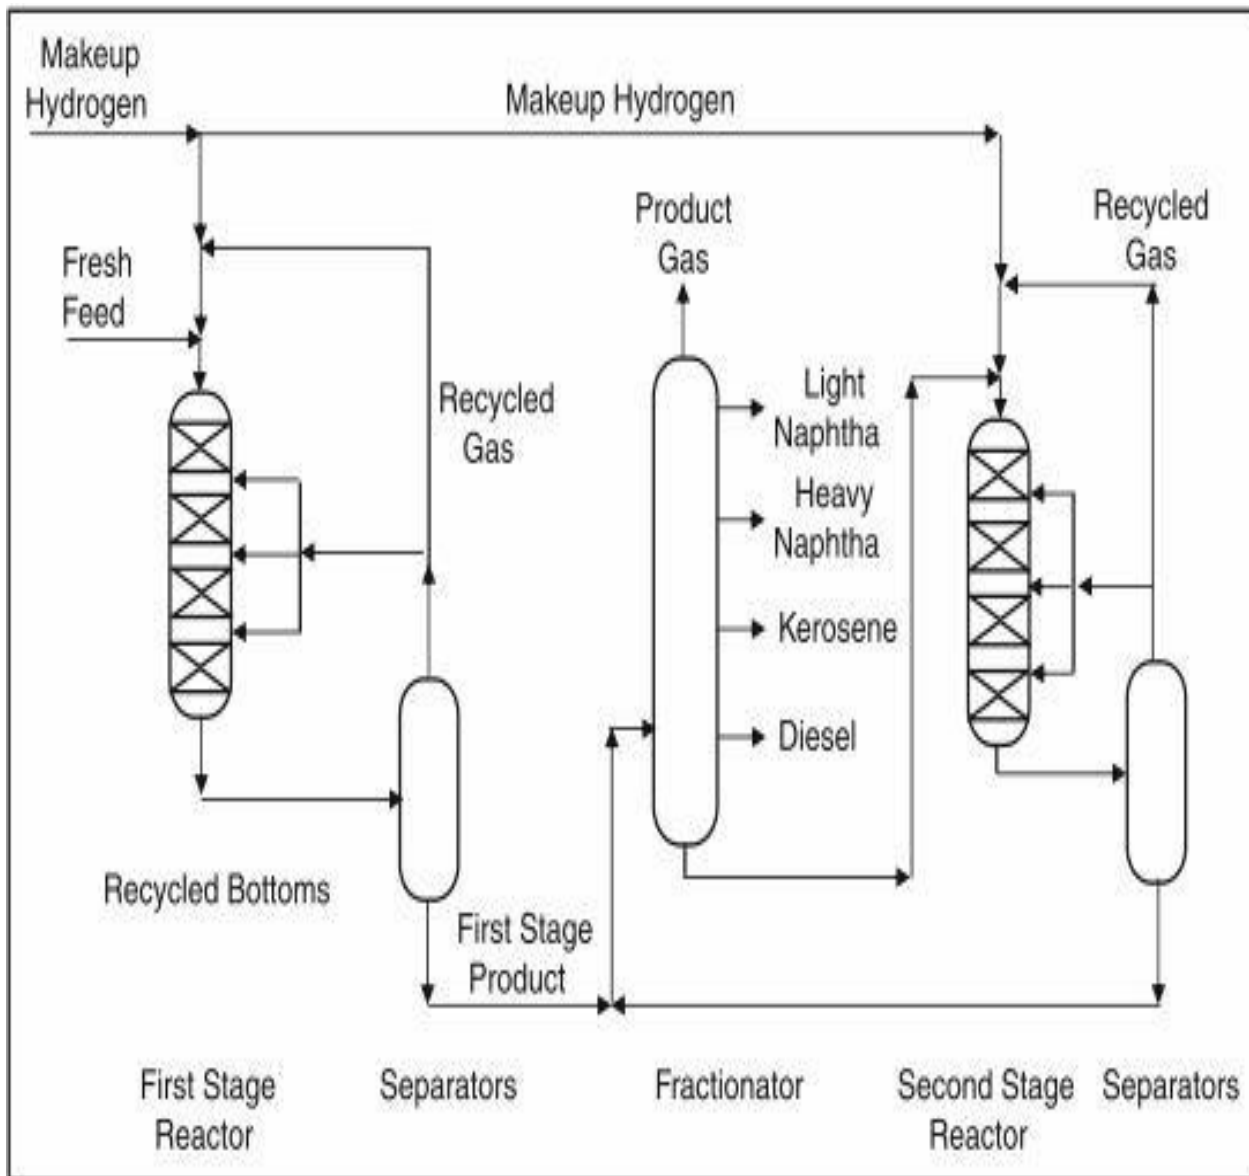 Makeup
Hydrogen
Makeup Hydrogen
Product
Gas
Recycled
Gas
Fresh
Feed
Light
Naphtha
Recycled
Gas
Heavy
Naphtha
Kerosene
Diesel
Recycled Bottoms
First Stage
Product
First Stage
Reactor
Separators
Fractionator
Second Stage
Reactor
Separators